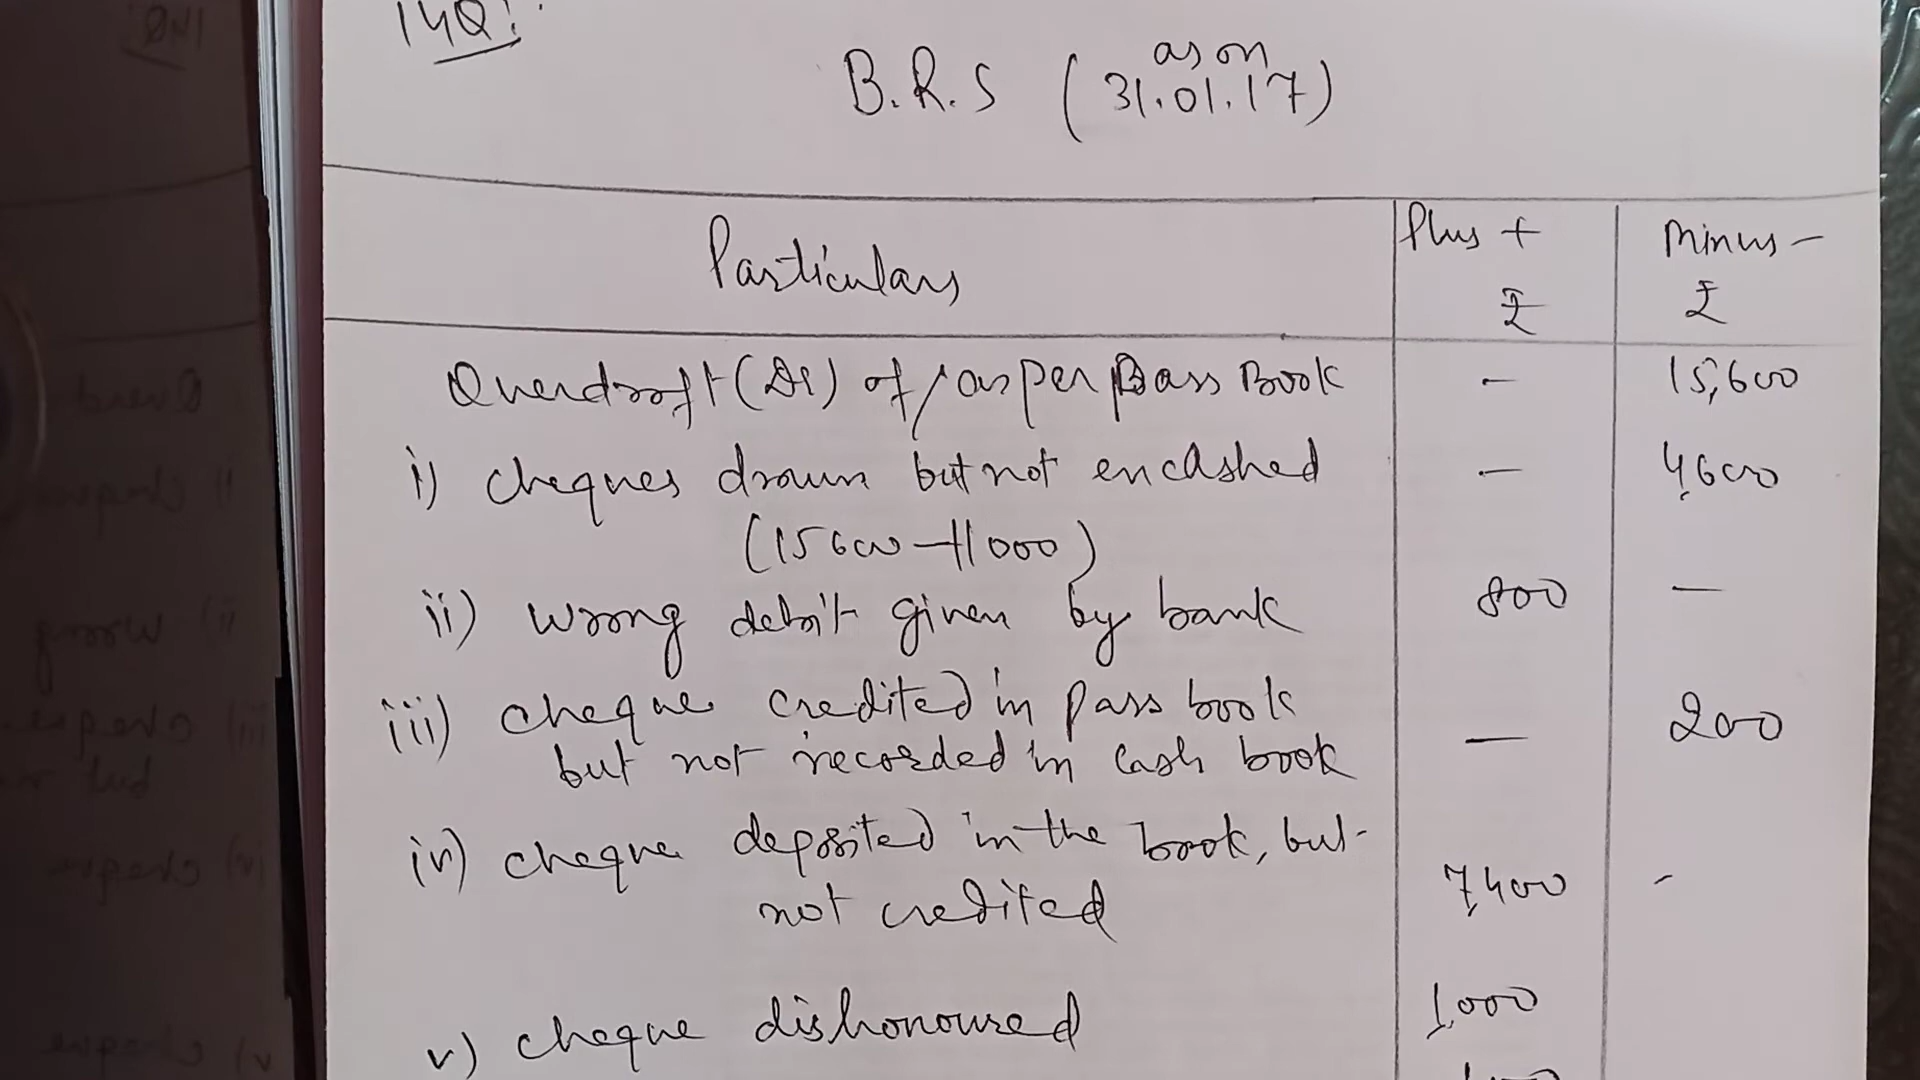 14Q:
B.R.S (as on 31.01.17)
Particulars
Plus +
₹
Minus -
₹
Overdraft (Dr) of / as per Pass Book - 15,600
i) cheques drawn but not encashed - 4,600
(15600-11000)
ii) wrong debit given by bank 800 -
iii) cheque credited in pass book
but not recorded in cash book - 200
iv) cheque deposited in the book, but
not credited 7,400 -
v) cheque dishonoured 1,000